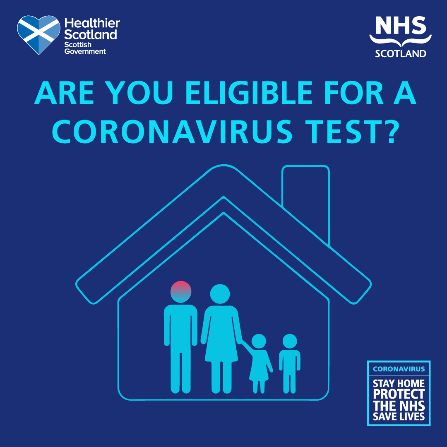 Healthier
Scotland
Scottish
Government
NHS
SCOTLAND
ARE YOU ELIGIBLE FOR A
CORONAVIRUS TEST?
CORONAVIRUS
STAY HOME
PROTECT
THE NHS
SAVE LIVES